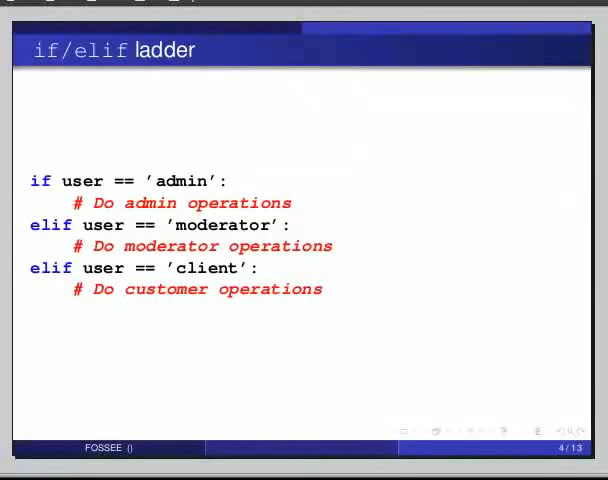 if/elif ladder
if user == 'admin':
# Do admin operations
elif user == 'moderator':
# Do moderator operations
elif user == 'client':
# Do customer operations
FOSSEE ()
4 / 13